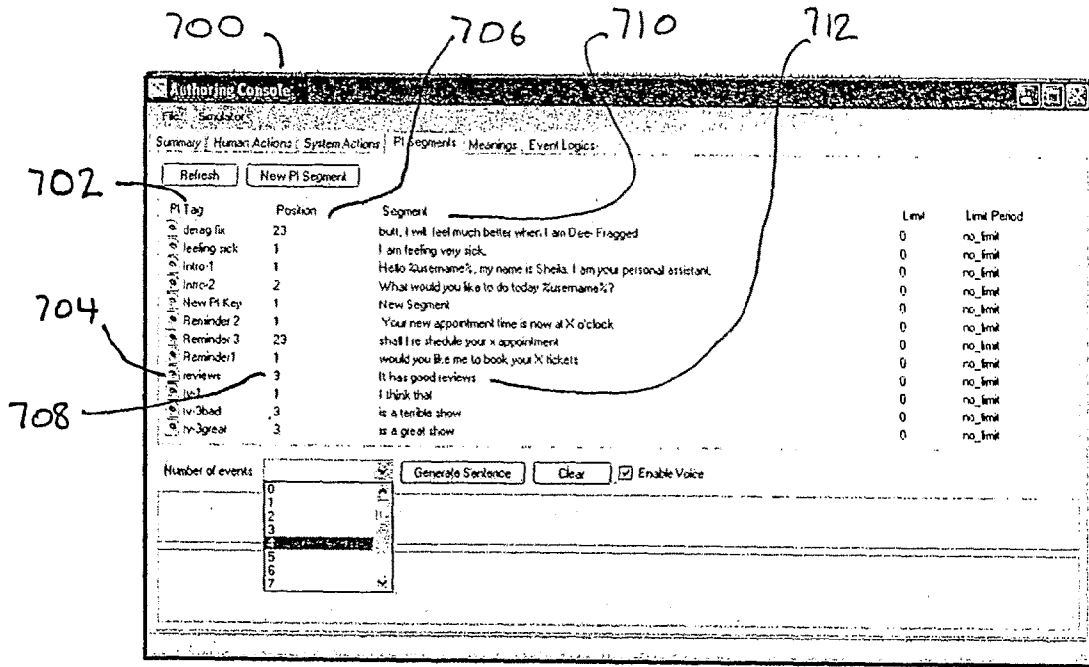 700 706 710 712
Authoring Console
File Simulator
Summary Human Actions System Actions PI Segments Meanings Event Logics
Refresh New PI Segment
702
PI Tag Position Segment Limit Limit Period
derag fix 23 butt, I will feel much better when I am Dee- Fragged 0 no_limit
feeling sick 1 I am feeling very sick. 0 no_limit
Intro-1 1 Hello %username%, my name is Sheila. I am your personal assistant. 0 no_limit
Intro-2 2 What would you like to do today %username%? 0 no_limit
New PI Key 1 New Segment 0 no_limit
704
Reminder 2 1 Your new appointment time is now at X o'clock 0 no_limit
Reminder 3 23 shall I re shedule your x appointment 0 no_limit
Reminder1 1 would you like me to book your X tickets 0 no_limit
reviews 3 It has good reviews 0 no_limit
tv-1 1 I think that 0 no_limit
708
tv-3bad 3 is a terrible show 0 no_limit
tv-3great 3 is a great show 0 no_limit
Number of events Generate Sentence Clear Enable Voice
0
1
2
3
5
6
7